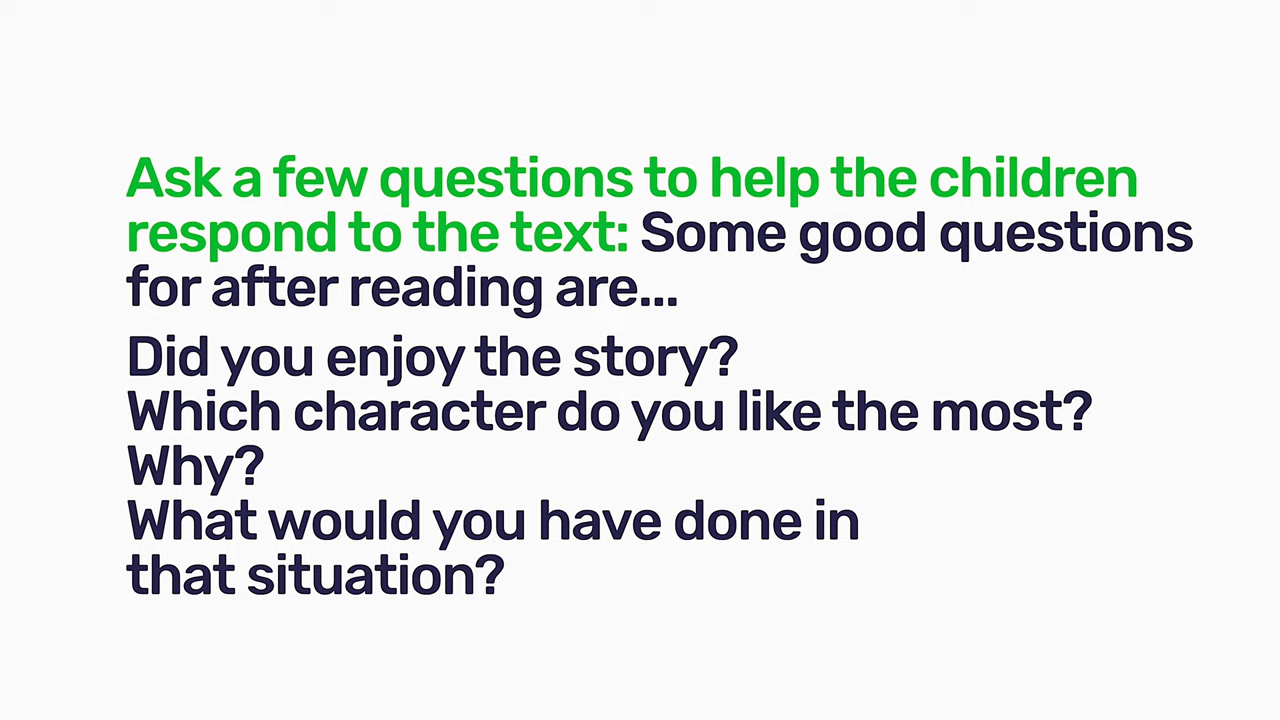 Ask a few questions to help the children
respond to the text: Some good questions
for after reading are...
Did you enjoy the story?
Which character do you like the most?
Why?
What would you have done in
that situation?